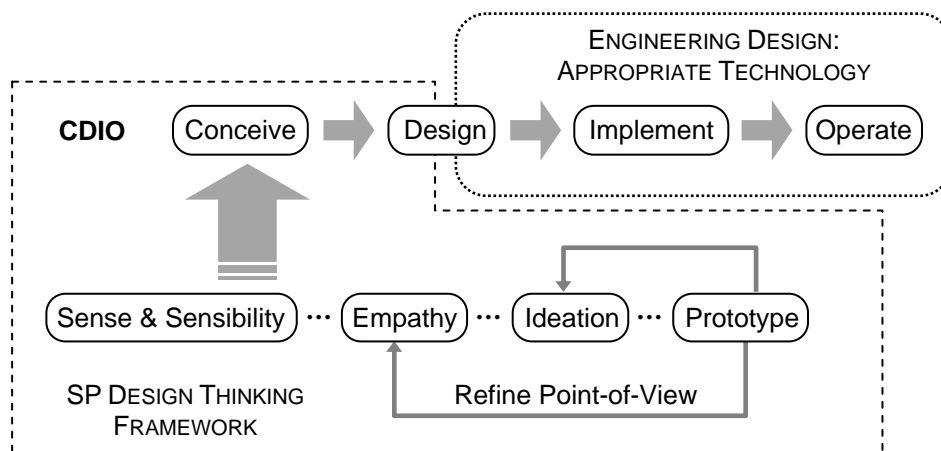 ENGINEERING DESIGN:
APPROPRIATE TECHNOLOGY
CDIO Conceive Design Implement Operate
Sense & Sensibility ••• Empathy ••• Ideation ••• Prototype
Refine Point-of-View
SP DESIGN THINKING
FRAMEWORK